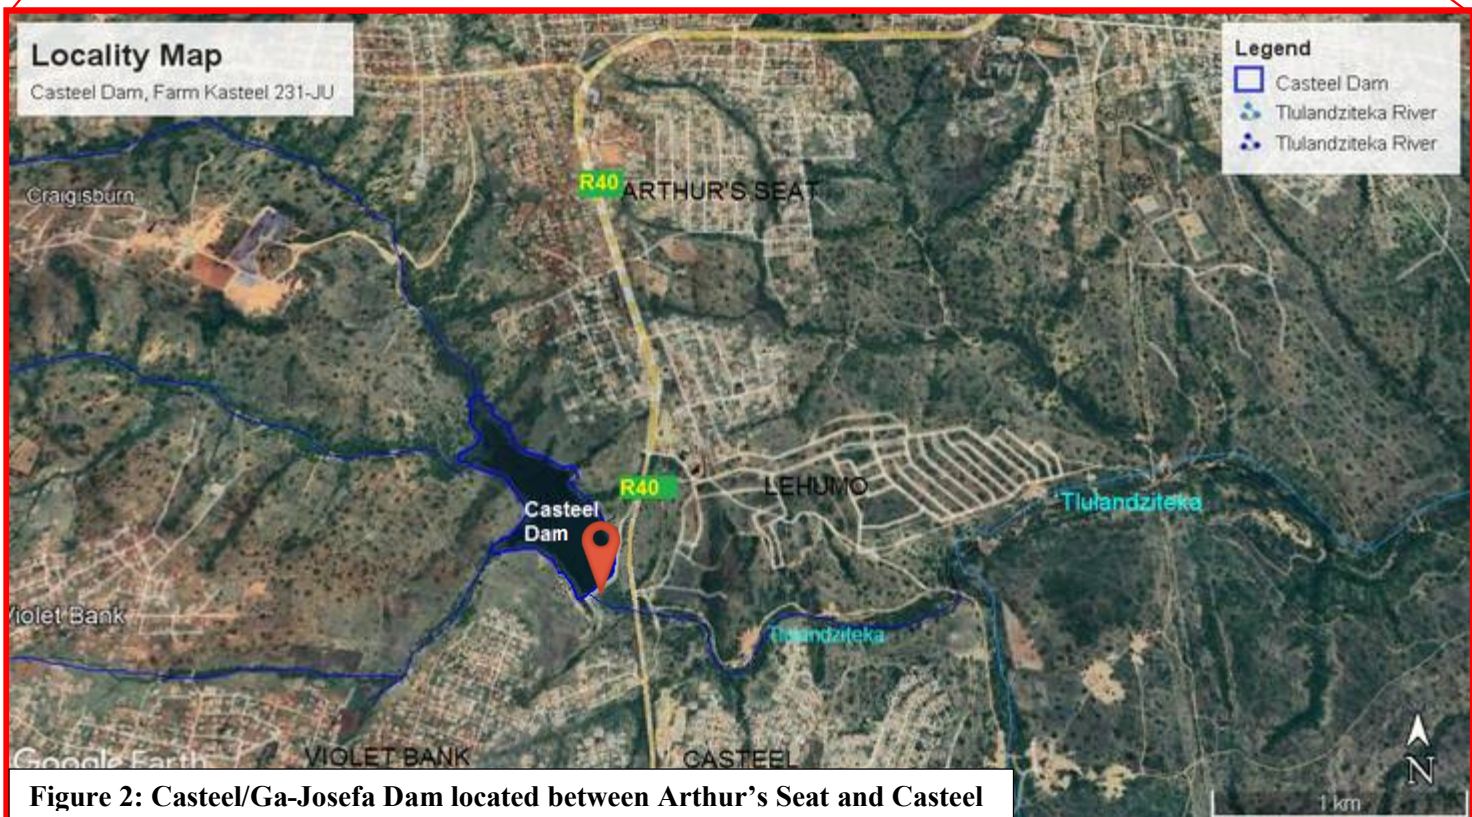 Locality Map
Casteel Dam, Farm Kasteel 231-JU
Legend
Casteel Dam
Tlulandziteka River
Tlulandziteka River
Craigisburn
R40
ARTHUR'S SEAT
R40
LEHUMO
Tlulandziteka
Casteel
Dam
Violet Bank
Tlulandziteka
VIOLET BANK
CASTEEL
Google Earth
N
1 km
Figure 2: Casteel/Ga-Josefa Dam located between Arthur's Seat and Casteel